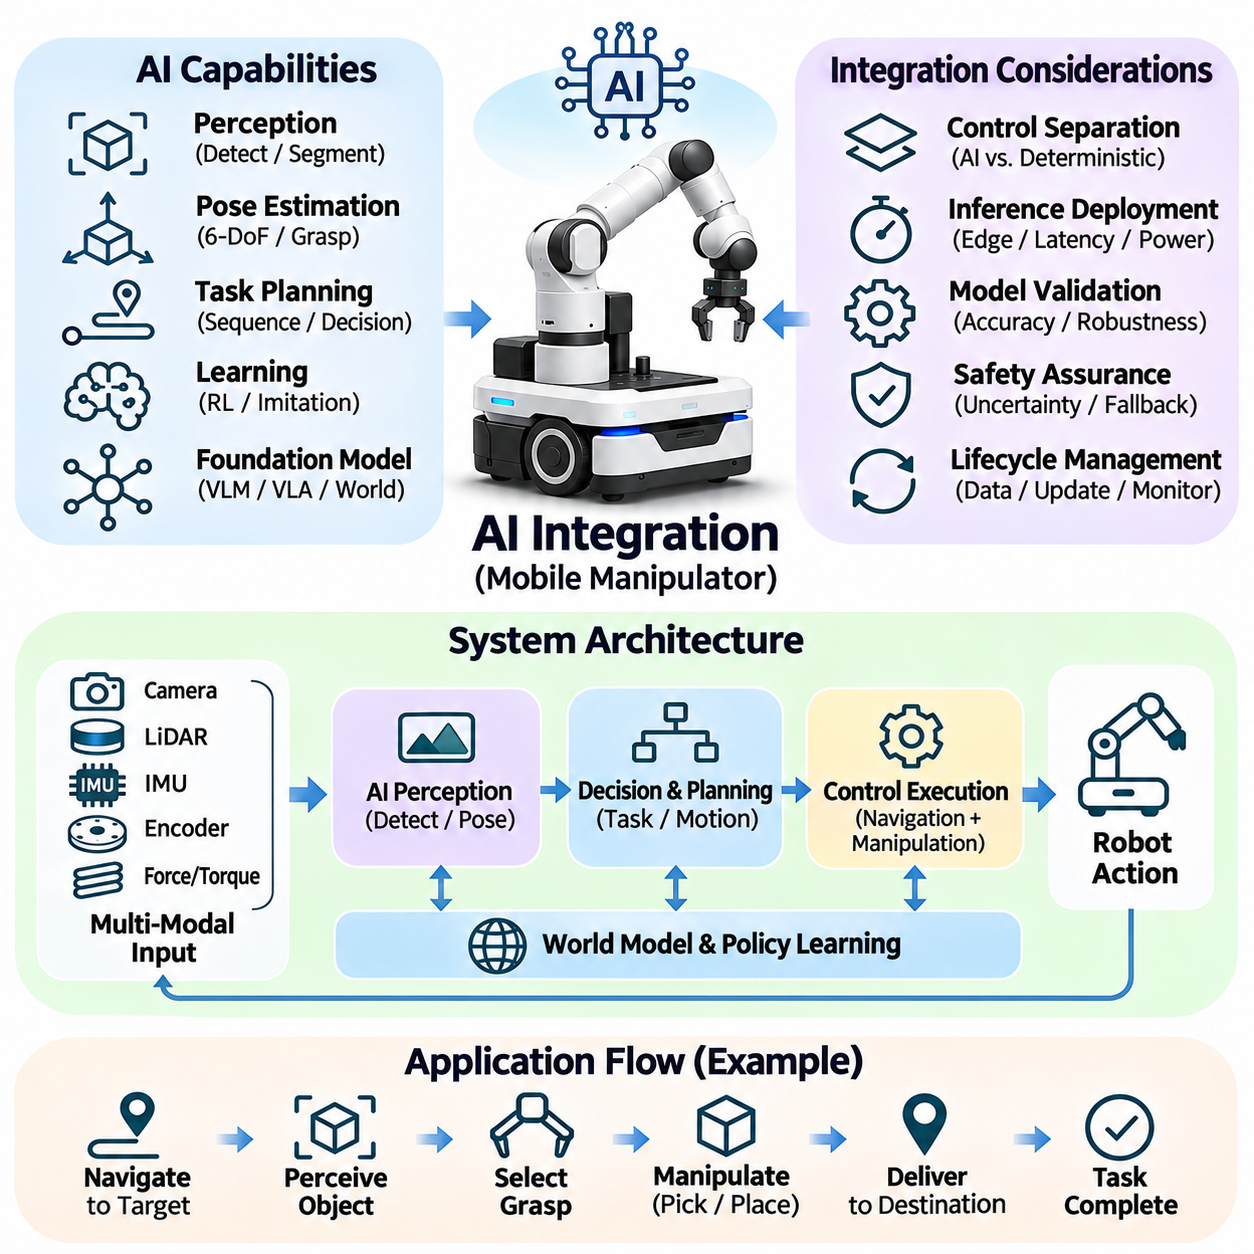 AI Capabilities
Perception
(Detect / Segment)
Pose Estimation
(6-DoF / Grasp)
Task Planning
(Sequence / Decision)
Learning
(RL / Imitation)
Foundation Model
(VLM / VLA / World)
AI
AI Integration
(Mobile Manipulator)
Integration Considerations
Control Separation
(AI vs. Deterministic)
Inference Deployment
(Edge / Latency / Power)
Model Validation
(Accuracy / Robustness)
Safety Assurance
(Uncertainty / Fallback)
Lifecycle Management
(Data / Update / Monitor)
System Architecture
Camera
LiDAR
IMU
IMU
Encoder
Force/Torque
Multi-Modal
Input
AI Perception
(Detect / Pose)
Decision & Planning
(Task / Motion)
Control Execution
(Navigation +
Manipulation)
Robot
Action
World Model & Policy Learning
Application Flow (Example)
Navigate
to Target
Perceive
Object
Select
Grasp
Manipulate
(Pick / Place)
Deliver
to Destination
Task
Complete